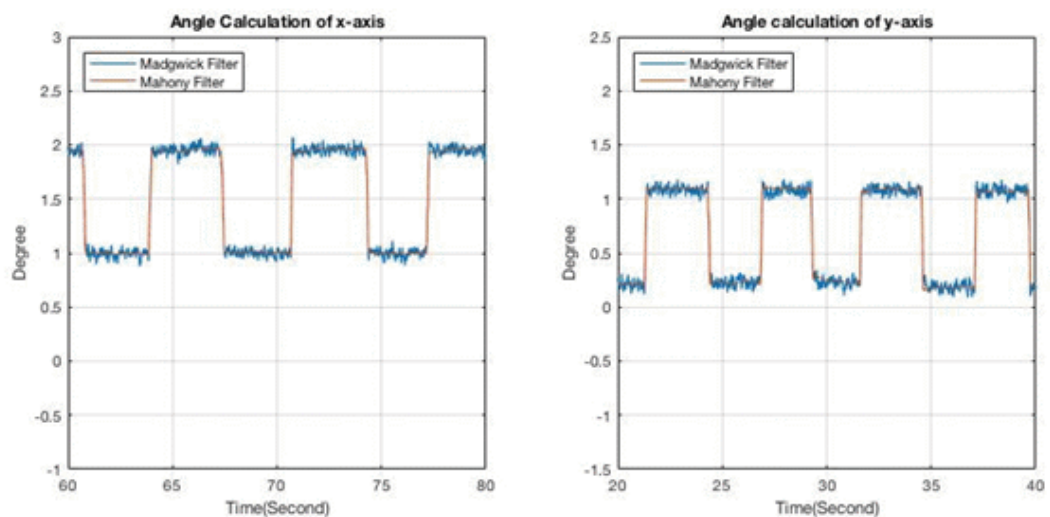 Angle Calculation of x-axis
3
2.5
2
1.5
1
0.5
0
-0.5
-1
Degree
Madgwick Filter
Mahony Filter
60 65 70 75 80
Time(Second)
Angle calculation of y-axis
2.5
2
1.5
1
0.5
0
-0.5
-1
-1.5
Degree
Madgwick Filter
Mahony Filter
20 25 30 35 40
Time(Second)